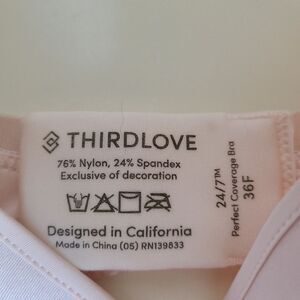 THIRDLOVE
76% Nylon, 24% Spandex
Exclusive of decoration
Designed in California
Made in China (05) RN139833
24/7™
Perfect Coverage Bra
36F